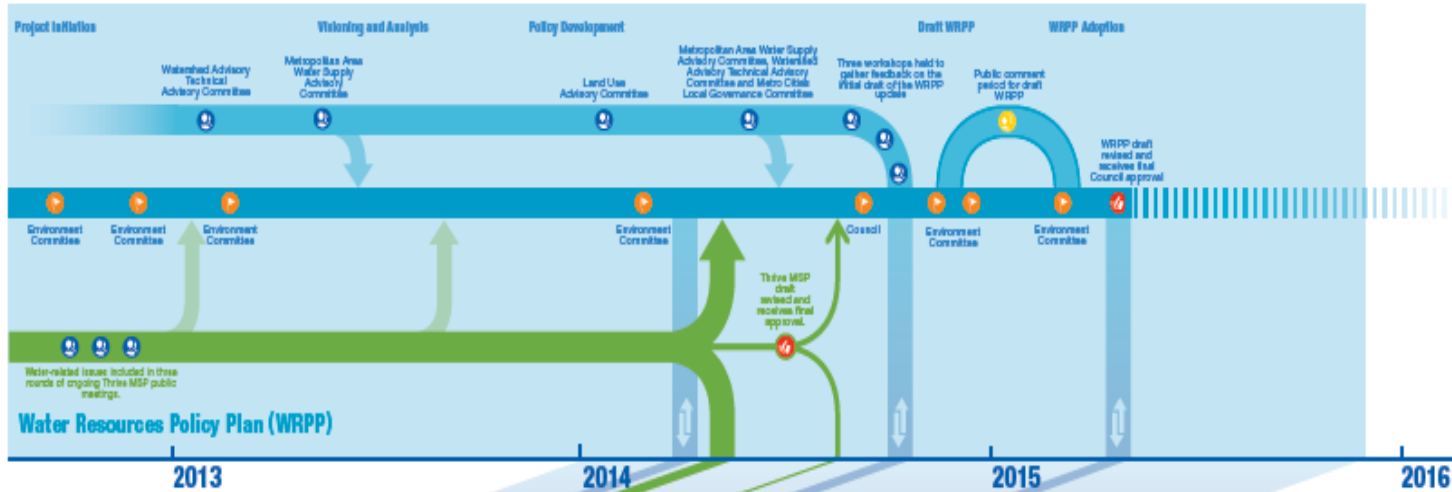 Project Initiation
Visioning and Analysis
Policy Development
Draft WRPP
WRPP Adoption
Watershed Advisory
Technical
Advisory Committee
Metropolitan Area
Water Supply
Advisory
Committee
Land Use
Advisory Committee
Metropolitan Area Water Supply
Advisory Committee, Watershed
Advisory Technical Advisory
Committee and Metro Cities
Local Governance Committee
Three workshops held to
gather feedback on the
initial draft of the WRPP
update
Public comment
period for draft
WRPP
WRPP draft
revised and
receives final
Council approval
Environment
Committee
Environment
Committee
Environment
Committee
Environment
Committee
Council
Environment
Committee
Environment
Committee
Thrive MSP
draft
revised and
receives final
approval.
Water-related issues included in three
rounds of ongoing Thrive MSP public
meetings.
Water Resources Policy Plan (WRPP)
2013
2014
2015
2016